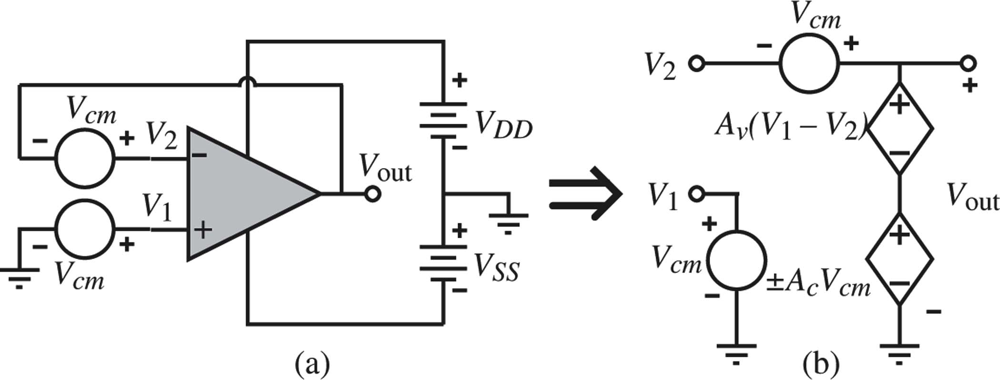 V_cm
V_2
A_v(V_1 − V_2)
V_1
V_cm
±A_cV_cm
V_out
+
−
V_cm
V_2
V_1
V_cm
V_out
V_DD
V_SS
(a)
(b)